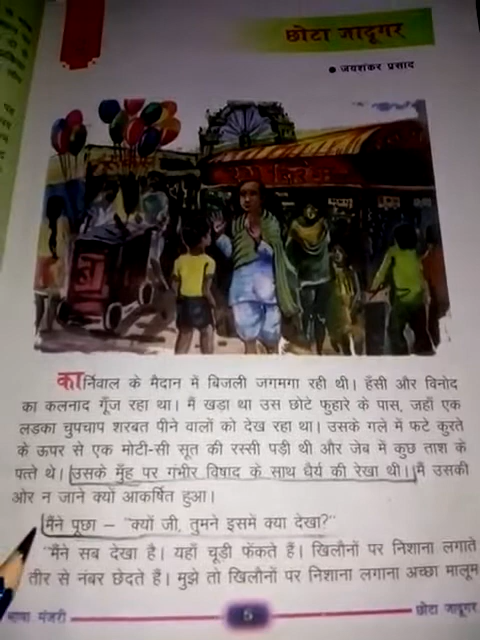 छोटा जादूगर
● जयशंकर प्रसाद
कार्निवाल के मैदान में बिजली जगमगा रही थी। हँसी और विनोद
का कलनाद गूँज रहा था। मैं खड़ा था उस छोटे फुहारे के पास, जहाँ एक
लडका चुपचाप शरबत पीने वालों को देख रहा था। उसके गले में फटे कुरते
के ऊपर से एक मोटी-सी सूत की रस्सी पड़ी थी और जेब में कुछ ताश के
पत्ते थे। उसके मुँह पर गंभीर विषाद के साथ धैर्य की रेखा थी। मैं उसकी
ओर न जाने क्यों आकर्षित हुआ।
मैंने पूछा – "क्यों जी, तुमने इसमें क्या देखा?"
"मैंने सब देखा है। यहाँ चूड़ी फेंकते हैं। खिलौनों पर निशाना लगाते
तीर से नंबर छेदते हैं। मुझे तो खिलौनों पर निशाना लगाना अच्छा मालूम
भाषा मंजरी 5 छोटा जादूगर